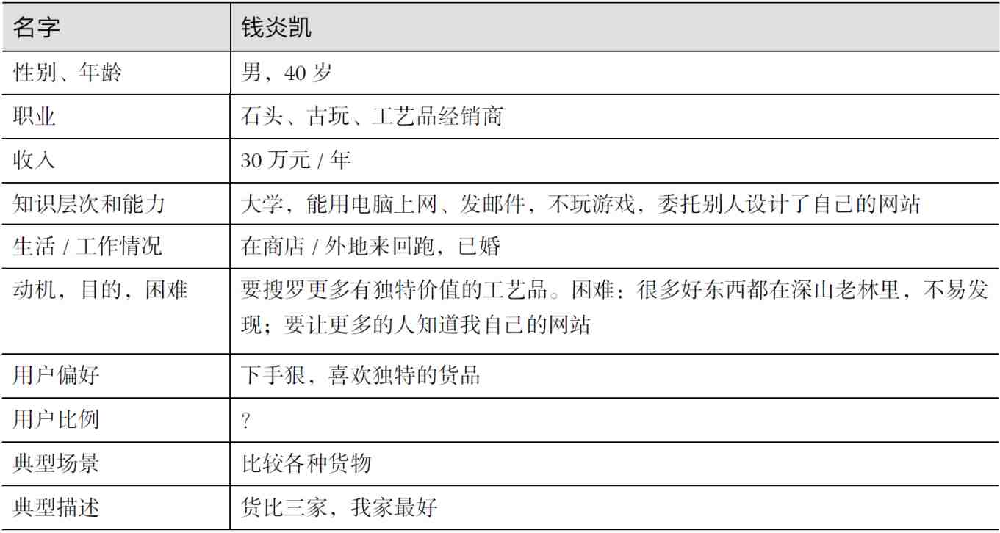 名字 钱炎凯
性别、年龄 男，40 岁
职业 石头、古玩、工艺品经销商
收入 30 万元 / 年
知识层次和能力 大学，能用电脑上网、发邮件，不玩游戏，委托别人设计了自己的网站
生活 / 工作情况 在商店 / 外地来回跑，已婚
动机，目的，困难 要搜罗更多有独特价值的工艺品。困难：很多好东西都在深山老林里，不易发
现；要让更多的人知道我自己的网站
用户偏好 下手狠，喜欢独特的货品
用户比例 ?
典型场景 比较各种货物
典型描述 货比三家，我家最好